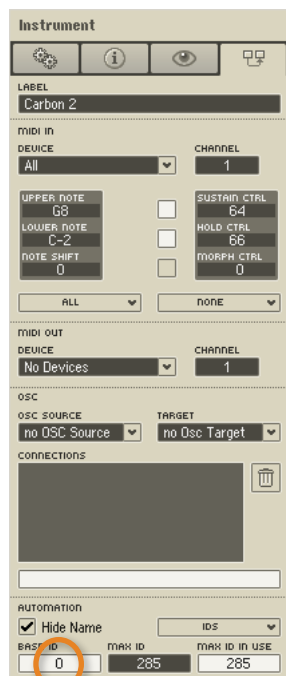 Instrument
LABEL
Carbon 2
MIDI IN
DEVICE CHANNEL
All 1
UPPER NOTE SUSTAIN CTRL
G8 64
LOWER NOTE HOLD CTRL
C-2 66
NOTE SHIFT MORPH CTRL
0 0
ALL NONE
MIDI OUT
DEVICE CHANNEL
No Devices 1
OSC
OSC SOURCE TARGET
no OSC Source no Osc Target
CONNECTIONS
AUTOMATION
Hide Name IDS
BASE ID MAX ID MAX ID IN USE
0 285 285